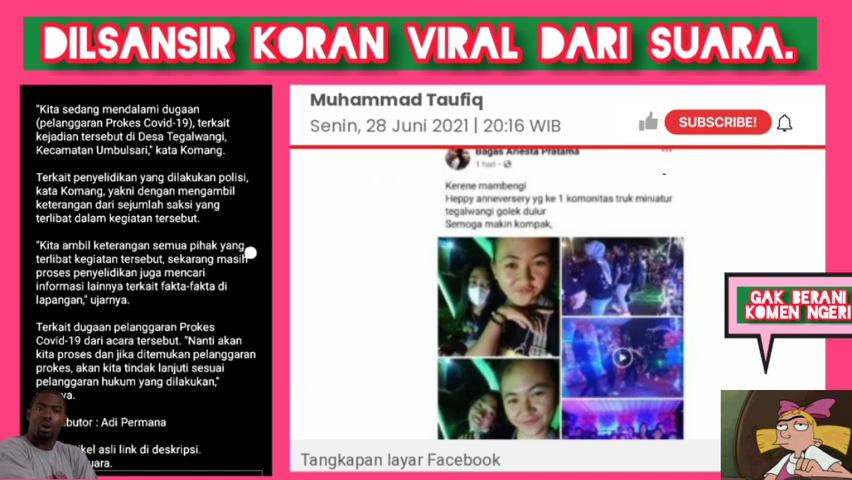 DILSANSIR KORAN VIRAL DARI SUARA.
"Kita sedang mendalami dugaan
(pelanggaran Prokes Covid-19), terkait
kejadian tersebut di Desa Tegalwangi,
Kecamatan Umbulsari," kata Komang.
Terkait penyelidikan yang dilakukan polisi,
kata Komang, yakni dengan mengambil
keterangan dari sejumlah saksi yang
terlibat dalam kegiatan tersebut.
"Kita ambil keterangan semua pihak yang
terlibat kegiatan tersebut, sekarang masih
proses penyelidikan juga mencari
informasi lainnya terkait fakta-fakta di
lapangan," ujarnya.
Terkait dugaan pelanggaran Prokes
Covid-19 dari acara tersebut. "Nanti akan
kita proses dan jika ditemukan pelanggaran
prokes, akan kita tindak lanjuti sesuai
pelanggaran hukum yang dilakukan,"
: Adi Permana
asli link di deskripsi.
Muhammad Taufiq
Senin, 28 Juni 2021 | 20:16 WIB
SUBSCRIBE!
Bagas Ariesta Pratama
1 hari
Kerene mambengi
Heppy anneversery yg ke 1 komonitas truk miniatur
tegalwangi golek dulur
Semoga makin kompak,
Tangkapan layar Facebook
GAK BERANI
KOMEN NGERI